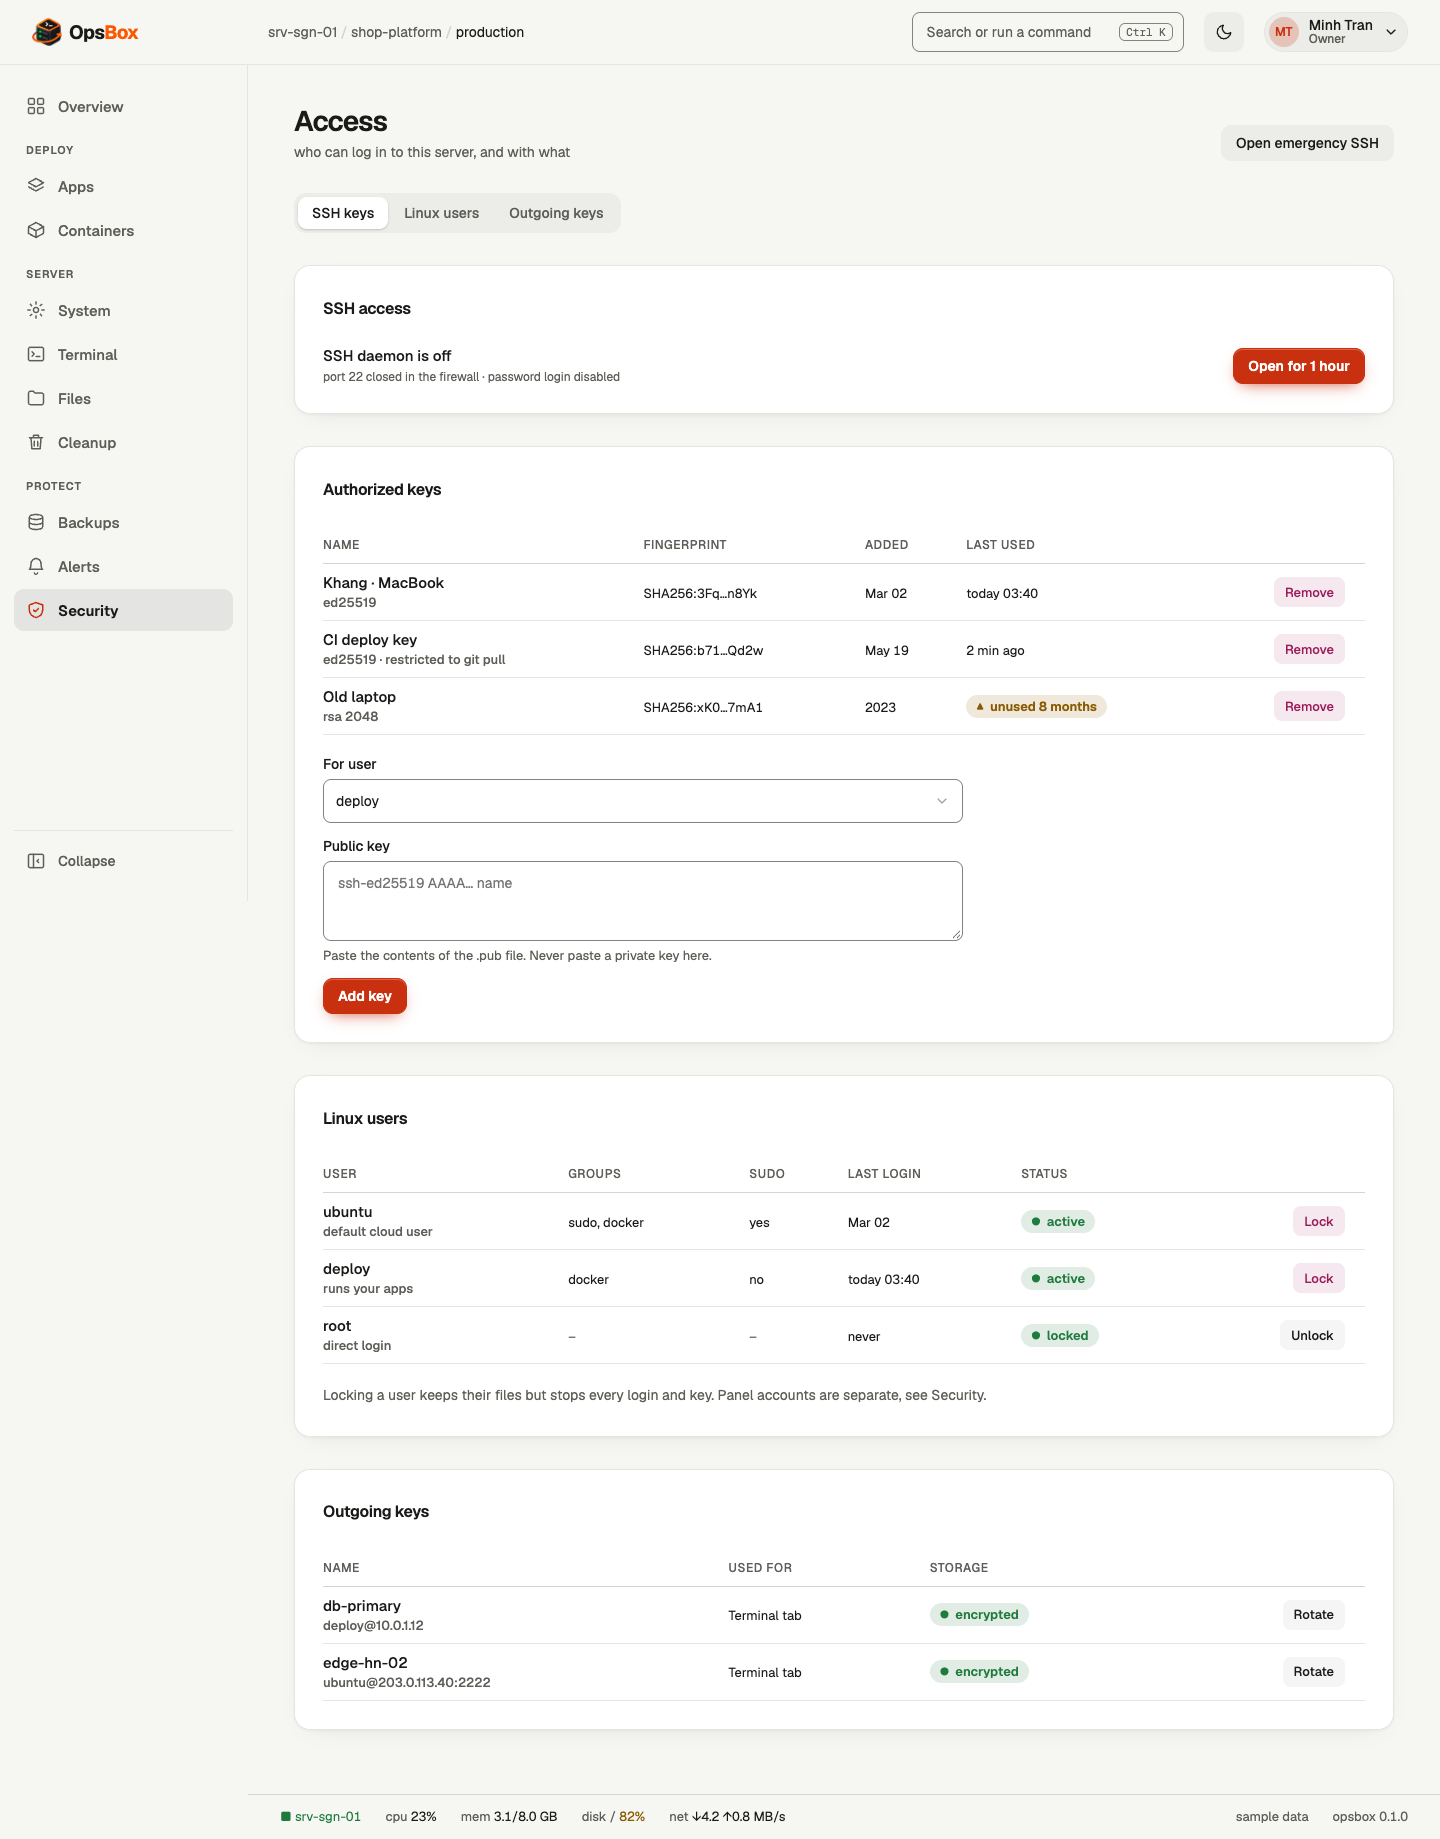 OpsBox
srv-sgn-01 / shop-platform / production
Search or run a command Ctrl K
MT
Minh Tran
Owner
Overview
DEPLOY
Apps
Containers
SERVER
System
Terminal
Files
Cleanup
PROTECT
Backups
Alerts
Security
Collapse
Access
who can log in to this server, and with what
Open emergency SSH
SSH keys Linux users Outgoing keys
SSH access
SSH daemon is off
port 22 closed in the firewall · password login disabled
Open for 1 hour
Authorized keys
NAME FINGERPRINT ADDED LAST USED
Khang · MacBook
ed25519
SHA256:3Fq…n8Yk Mar 02 today 03:40 Remove
CI deploy key
ed25519 · restricted to git pull
SHA256:b71…Qd2w May 19 2 min ago Remove
Old laptop
rsa 2048
SHA256:xK0…7mA1 2023 unused 8 months Remove
For user
deploy
Public key
ssh-ed25519 AAAA… name
Paste the contents of the .pub file. Never paste a private key here.
Add key
Linux users
USER GROUPS SUDO LAST LOGIN STATUS
ubuntu
default cloud user
sudo, docker yes Mar 02 active Lock
deploy
runs your apps
docker no today 03:40 active Lock
root
direct login
– – never locked Unlock
Locking a user keeps their files but stops every login and key. Panel accounts are separate, see Security.
Outgoing keys
NAME USED FOR STORAGE
db-primary
deploy@10.0.1.12
Terminal tab encrypted Rotate
edge-hn-02
ubuntu@203.0.113.40:2222
Terminal tab encrypted Rotate
srv-sgn-01 cpu 23% mem 3.1/8.0 GB disk / 82% net ↓4.2 ↑0.8 MB/s sample data opsbox 0.1.0